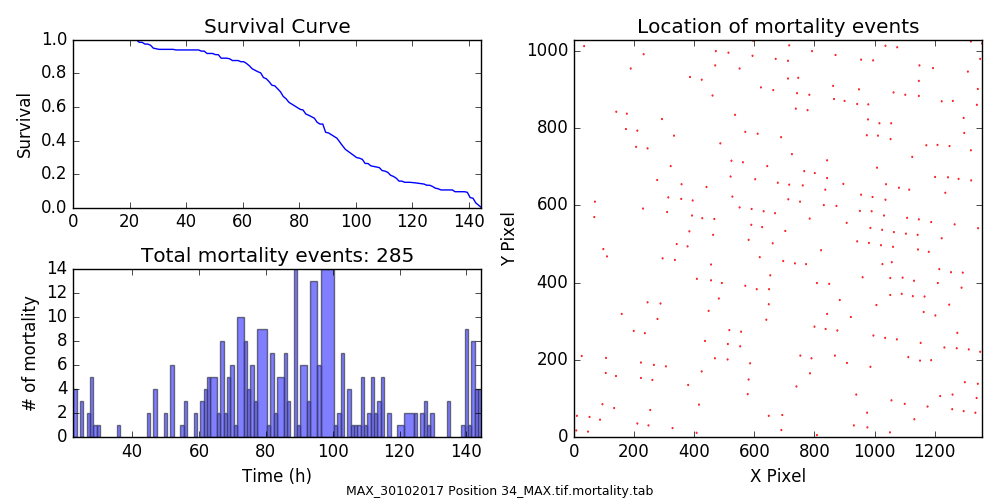 Survival Curve
Survival
1.0
0.8
0.6
0.4
0.2
0.0
0 20 40 60 80 100 120 140
Total mortality events: 285
# of mortality
14
12
10
8
6
4
2
0
40 60 80 100 120 140
Time (h)
Location of mortality events
Y Pixel
1000
800
600
400
200
0
0 200 400 600 800 1000 1200
X Pixel
MAX_30102017 Position 34_MAX.tif.mortality.tab